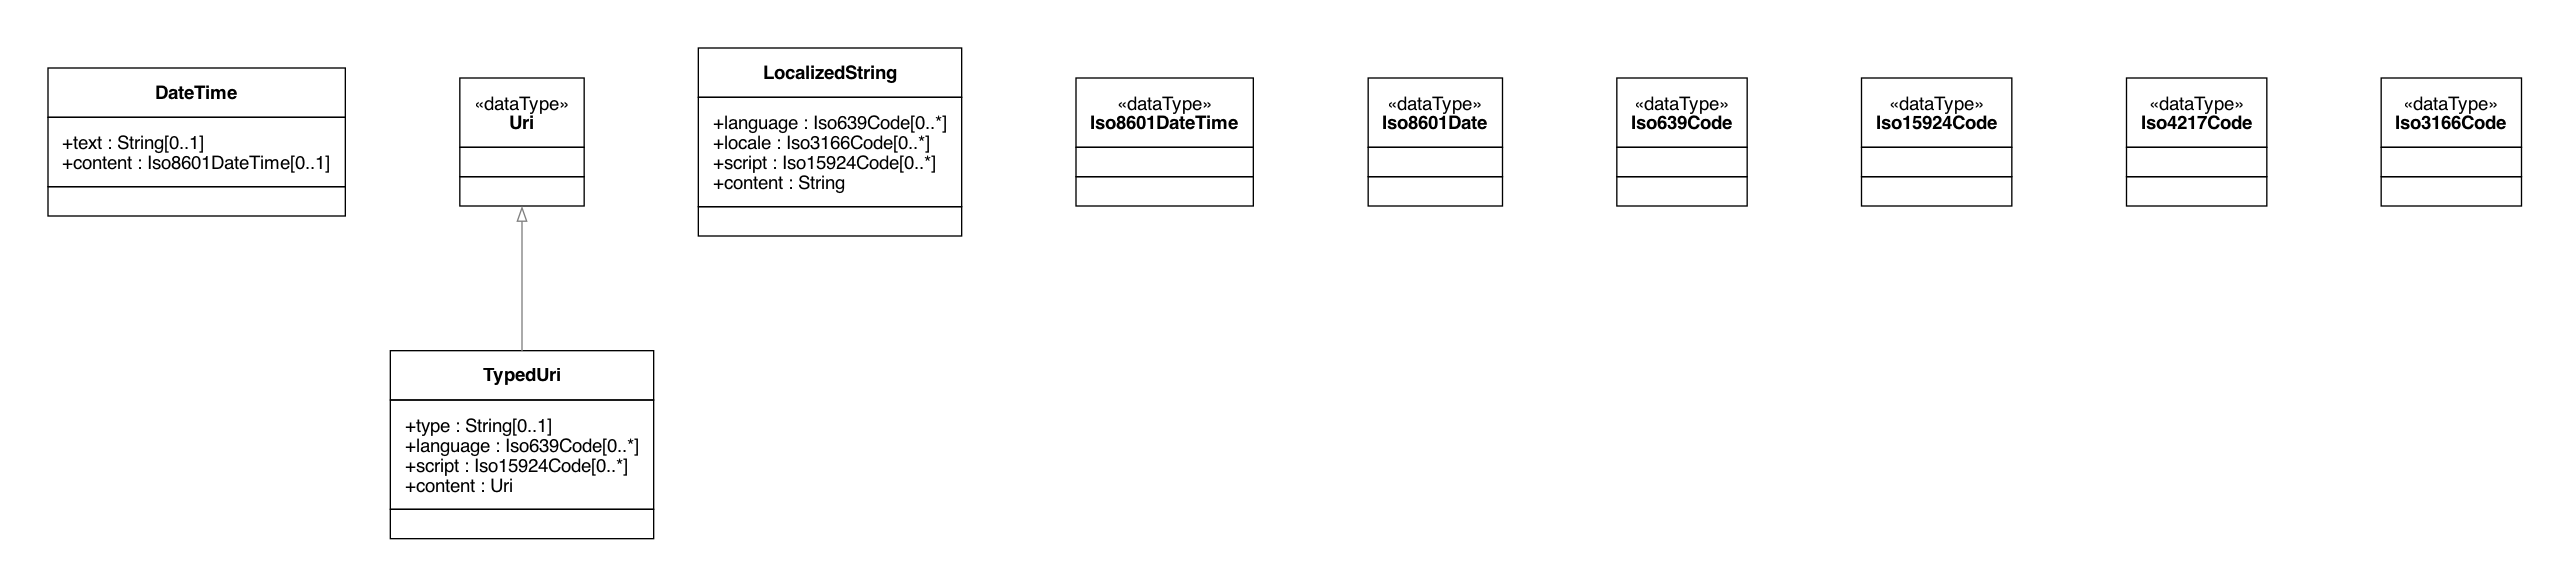 DateTime
+text : String[0..1]
+content : Iso8601DateTime[0..1]
«dataType»
Uri
LocalizedString
+language : Iso639Code[0..*]
+locale : Iso3166Code[0..*]
+script : Iso15924Code[0..*]
+content : String
«dataType»
Iso8601DateTime
«dataType»
Iso8601Date
«dataType»
Iso639Code
«dataType»
Iso15924Code
«dataType»
Iso4217Code
«dataType»
Iso3166Code
TypedUri
+type : String[0..1]
+language : Iso639Code[0..*]
+script : Iso15924Code[0..*]
+content : Uri